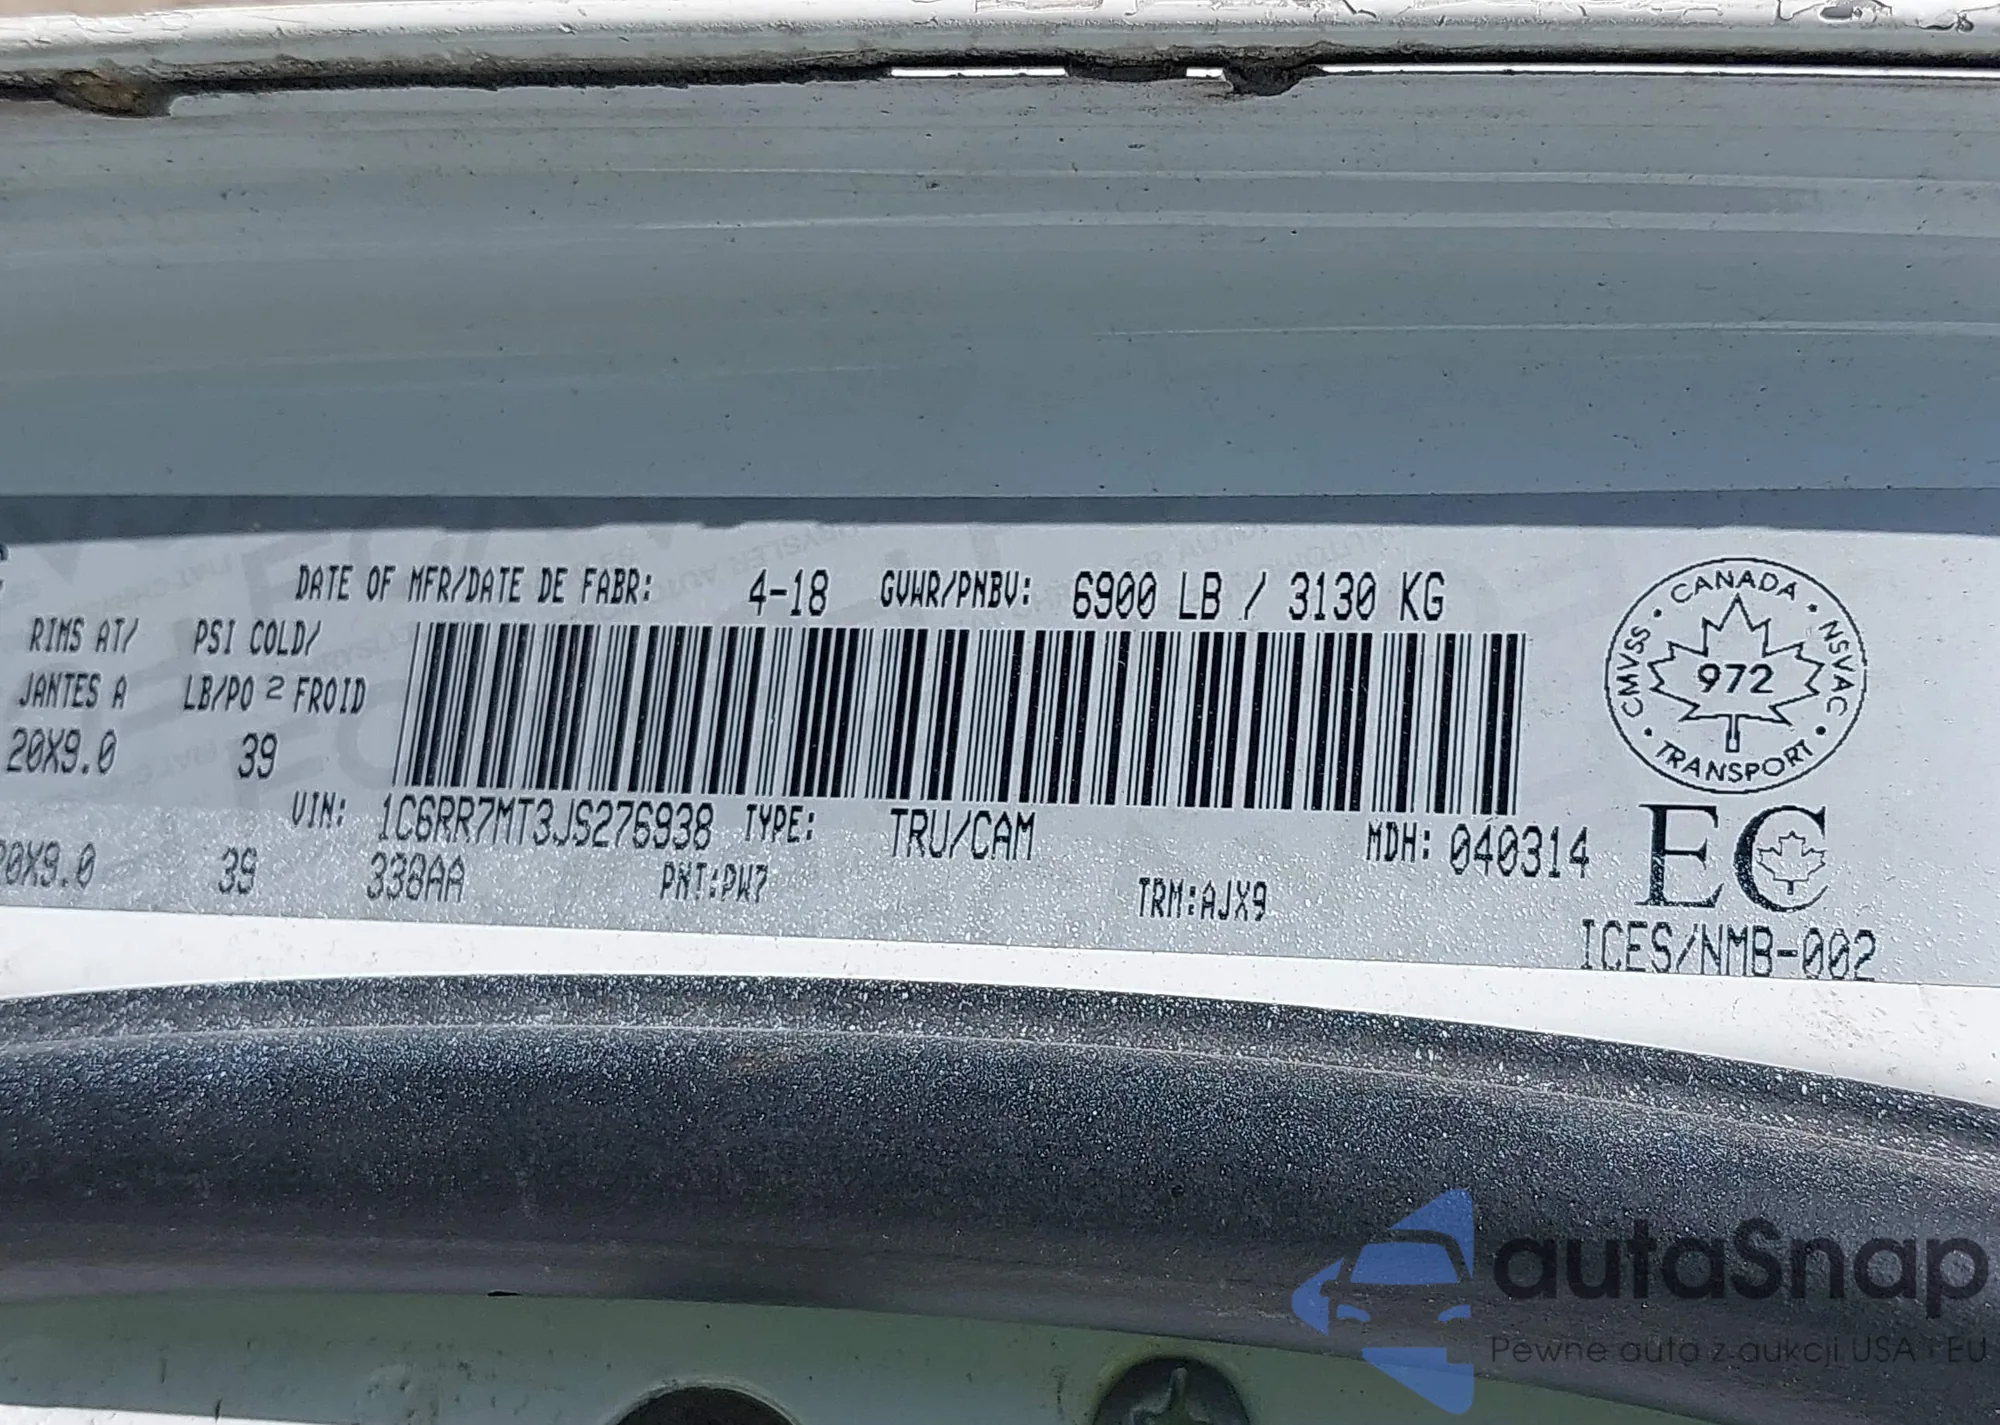 DATE OF MFR/DATE DE FABR: 4-18 GVWR/PNBV: 6900 LB / 3130 KG
RIMS AT/ PSI COLD/
JANTES A LB/PO 2 FROID
20X9.0 39
VIN: 1C6RR7MT3JS276938 TYPE: TRU/CAM MDH: 040314
20X9.0 39 338AA PNT:PW7 TRM:AJX9
CANADA
CMVSS NSVAC
972
TRANSPORT
EC
ICES/NMB-002
autaSnap
Pewne auta z aukcji USA i EU